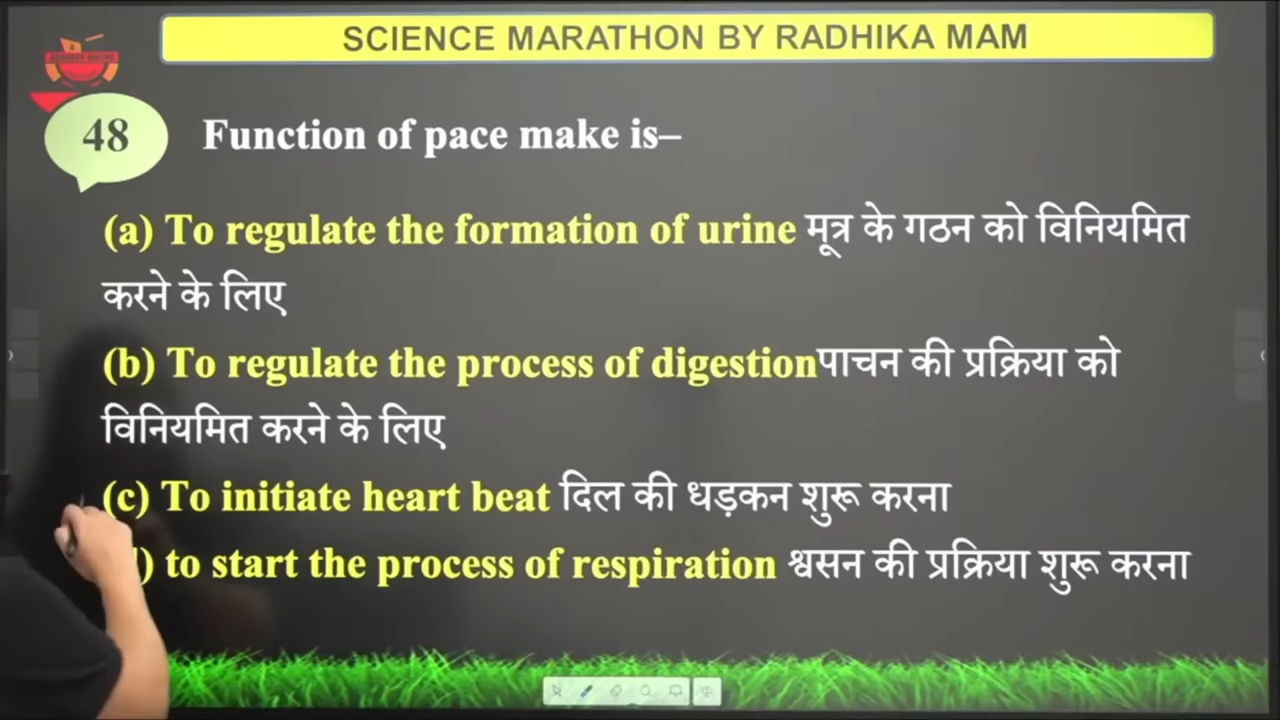 SCIENCE MARATHON BY RADHIKA MAM
48 Function of pace make is–
(a) To regulate the formation of urine मूत्र के गठन को विनियमित
करने के लिए
(b) To regulate the process of digestionपाचन की प्रक्रिया को
विनियमित करने के लिए
(c) To initiate heart beat दिल की धड़कन शुरू करना
) to start the process of respiration श्वसन की प्रक्रिया शुरू करना